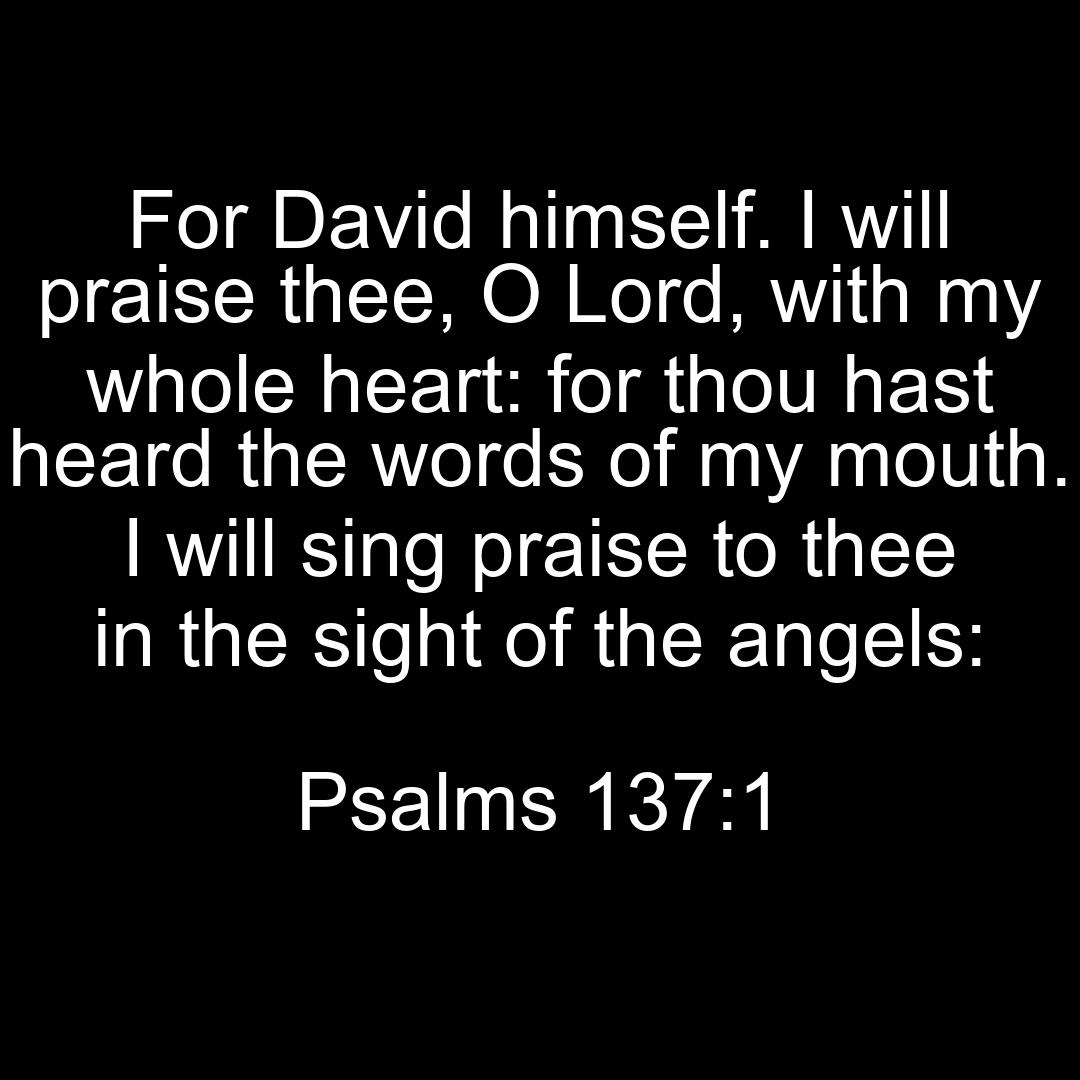 For David himself. I will
praise thee, O Lord, with my
whole heart: for thou hast
heard the words of my mouth.
I will sing praise to thee
in the sight of the angels:
Psalms 137:1